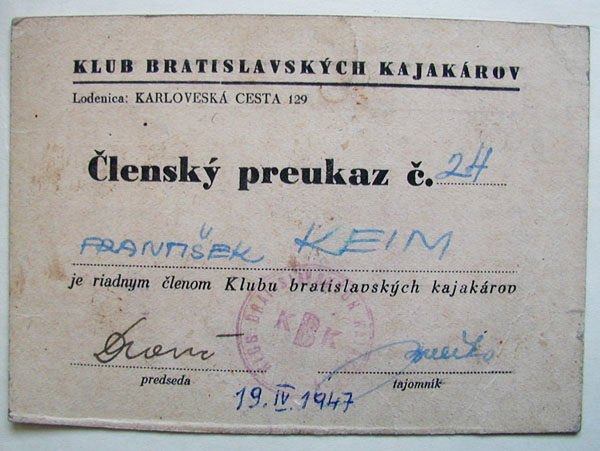 KLUB BRATISLAVSKÝCH KAJAKÁROV
Lodenica: KARLOVESKÁ CESTA 129
Členský preukaz č. 24
FRANTIŠEK KEIM
je riadnym členom Klubu bratislavských kajakárov
KBK
predseda tajomník
19.IV.1947